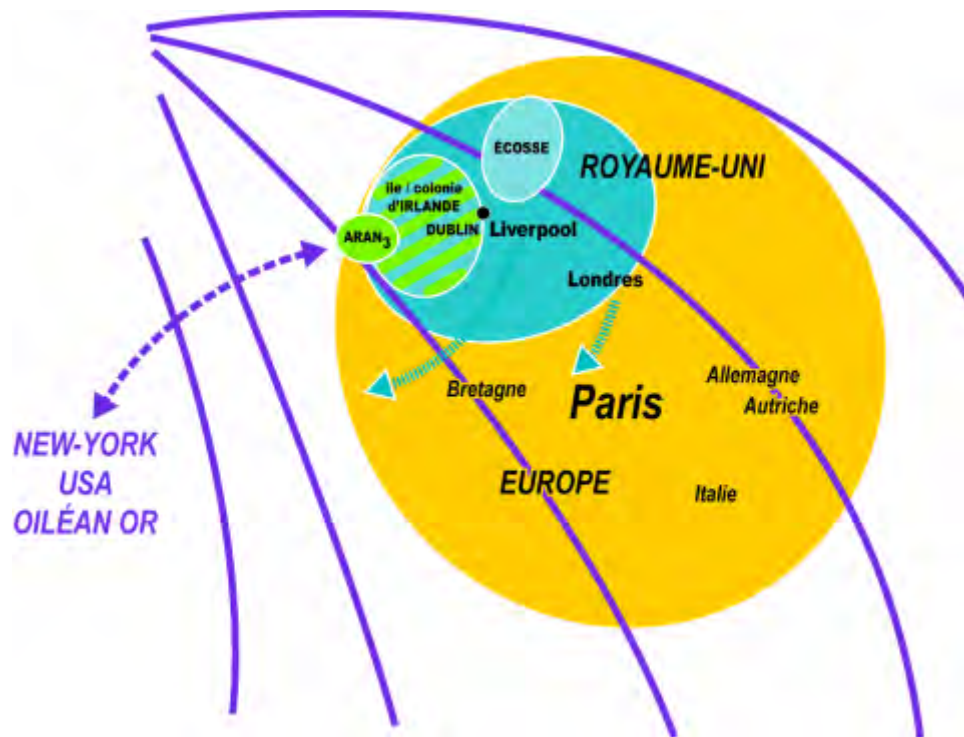 ÉCOSSE
ROYAUME-UNI
ile / colonie
d'IRLANDE
DUBLIN
Liverpool
ARAN3
Londres
Bretagne
Paris
Allemagne
Autriche
NEW-YORK
USA
OILÉAN OR
EUROPE
Italie